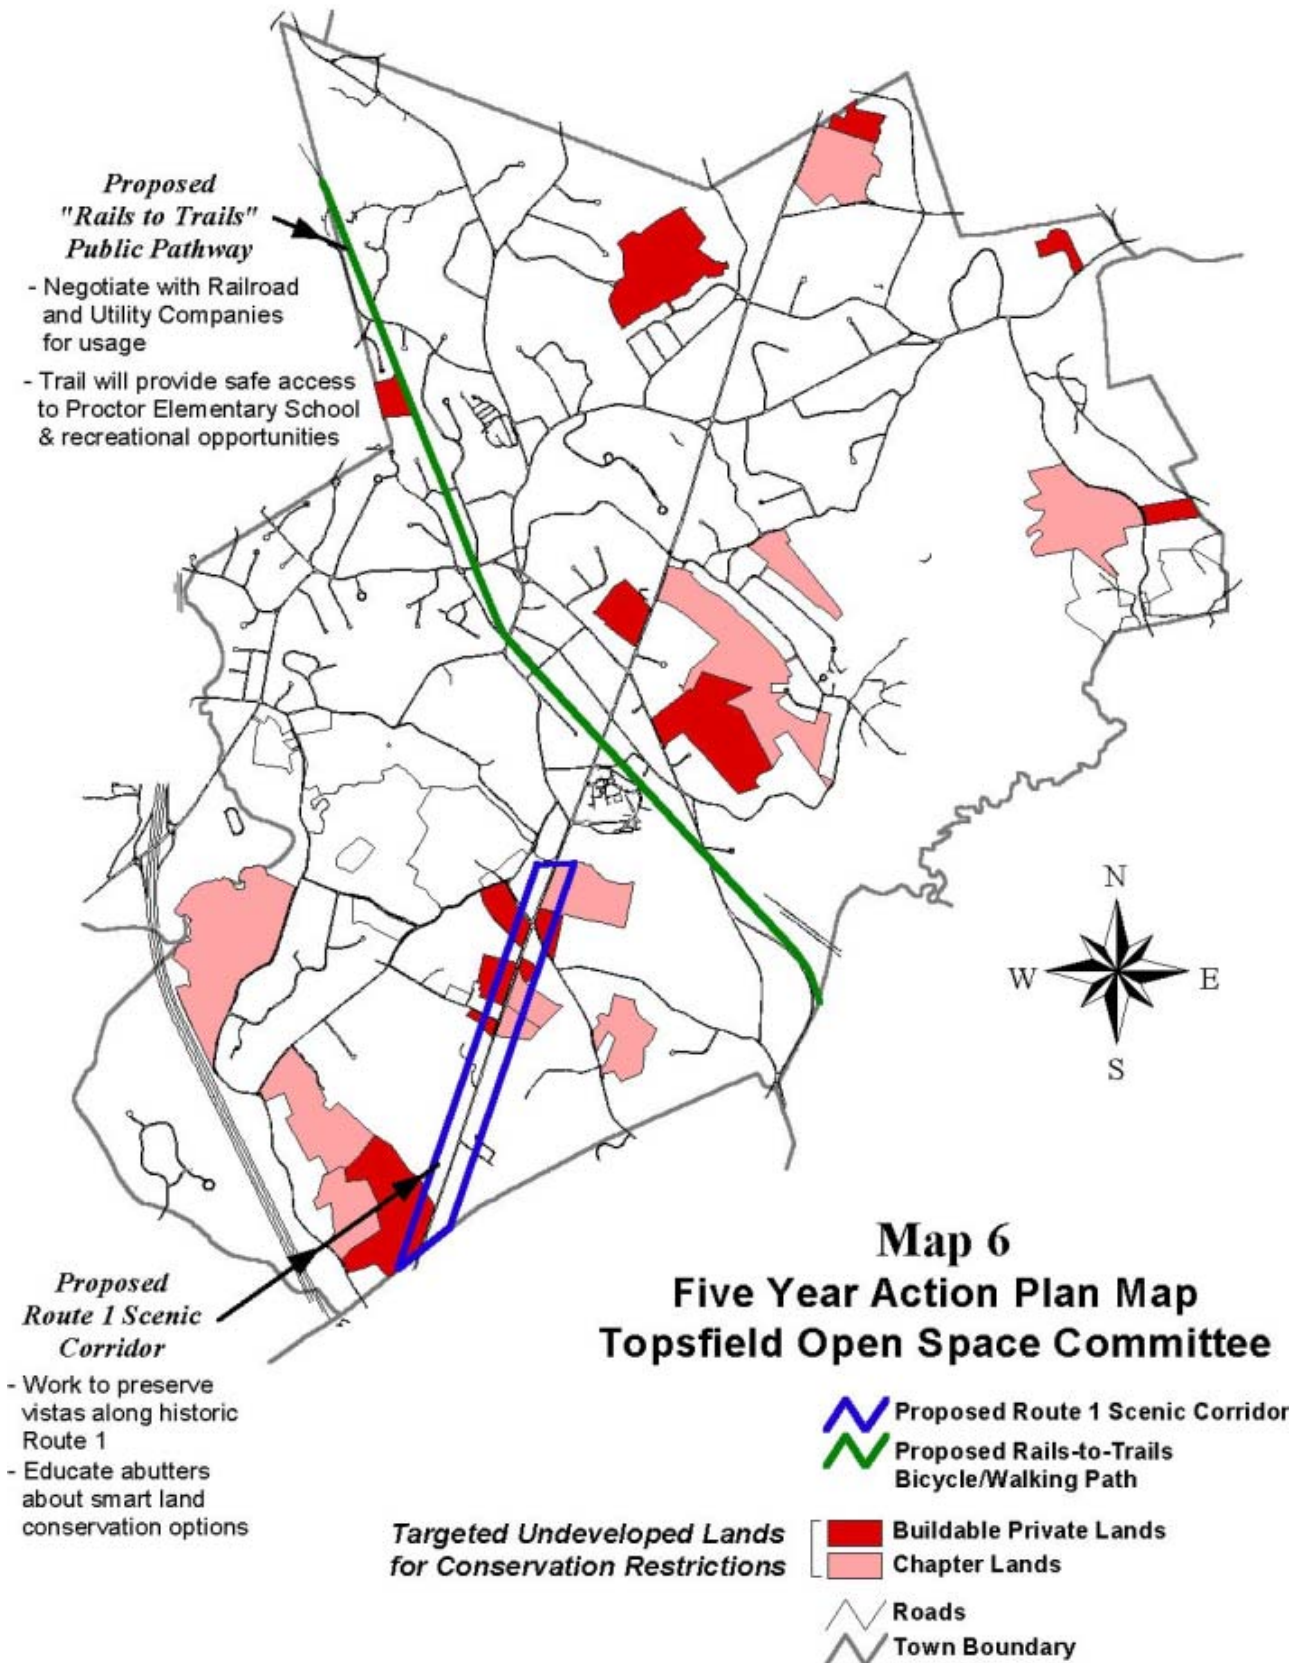 Proposed
"Rails to Trails"
Public Pathway
- Negotiate with Railroad
and Utility Companies
for usage
- Trail will provide safe access
to Proctor Elementary School
& recreational opportunities
N
W
E
S
Proposed
Route 1 Scenic
Corridor
- Work to preserve
vistas along historic
Route 1
- Educate abutters
about smart land
conservation options
Map 6
Five Year Action Plan Map
Topsfield Open Space Committee
Proposed Route 1 Scenic Corridor
Proposed Rails-to-Trails
Bicycle/Walking Path
Targeted Undeveloped Lands
for Conservation Restrictions
Buildable Private Lands
Chapter Lands
Roads
Town Boundary